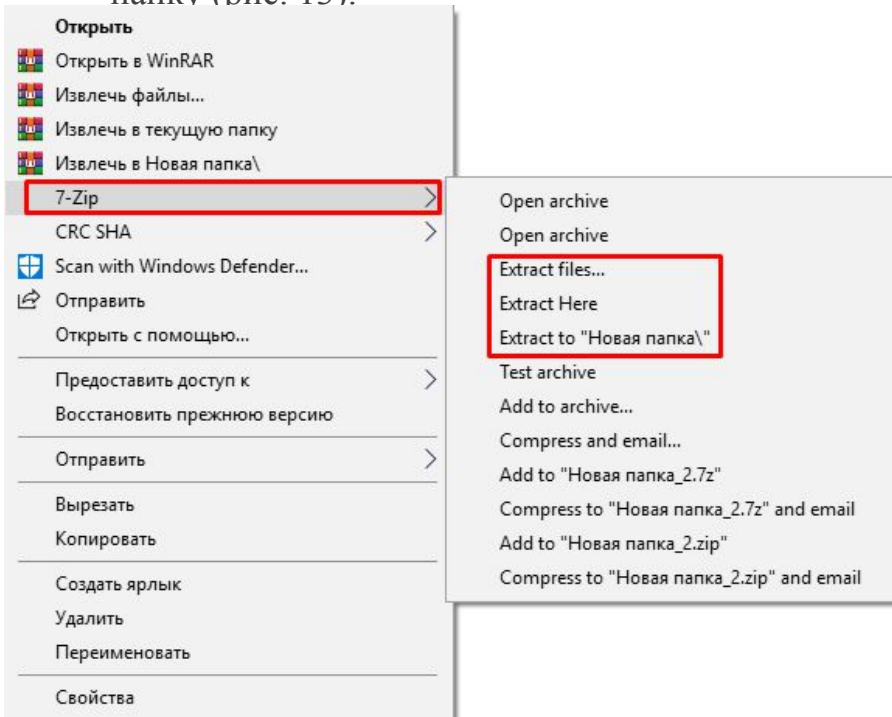 папку (рис. 15).
Открыть
Открыть в WinRAR
Извлечь файлы...
Извлечь в текущую папку
Извлечь в Новая папка\
7-Zip
CRC SHA
Scan with Windows Defender...
Отправить
Открыть с помощью...
Предоставить доступ к
Восстановить прежнюю версию
Отправить
Вырезать
Копировать
Создать ярлык
Удалить
Переименовать
Свойства
Open archive
Open archive
Extract files...
Extract Here
Extract to "Новая папка\"
Test archive
Add to archive...
Compress and email...
Add to "Новая папка_2.7z"
Compress to "Новая папка_2.7z" and email
Add to "Новая папка_2.zip"
Compress to "Новая папка_2.zip" and email